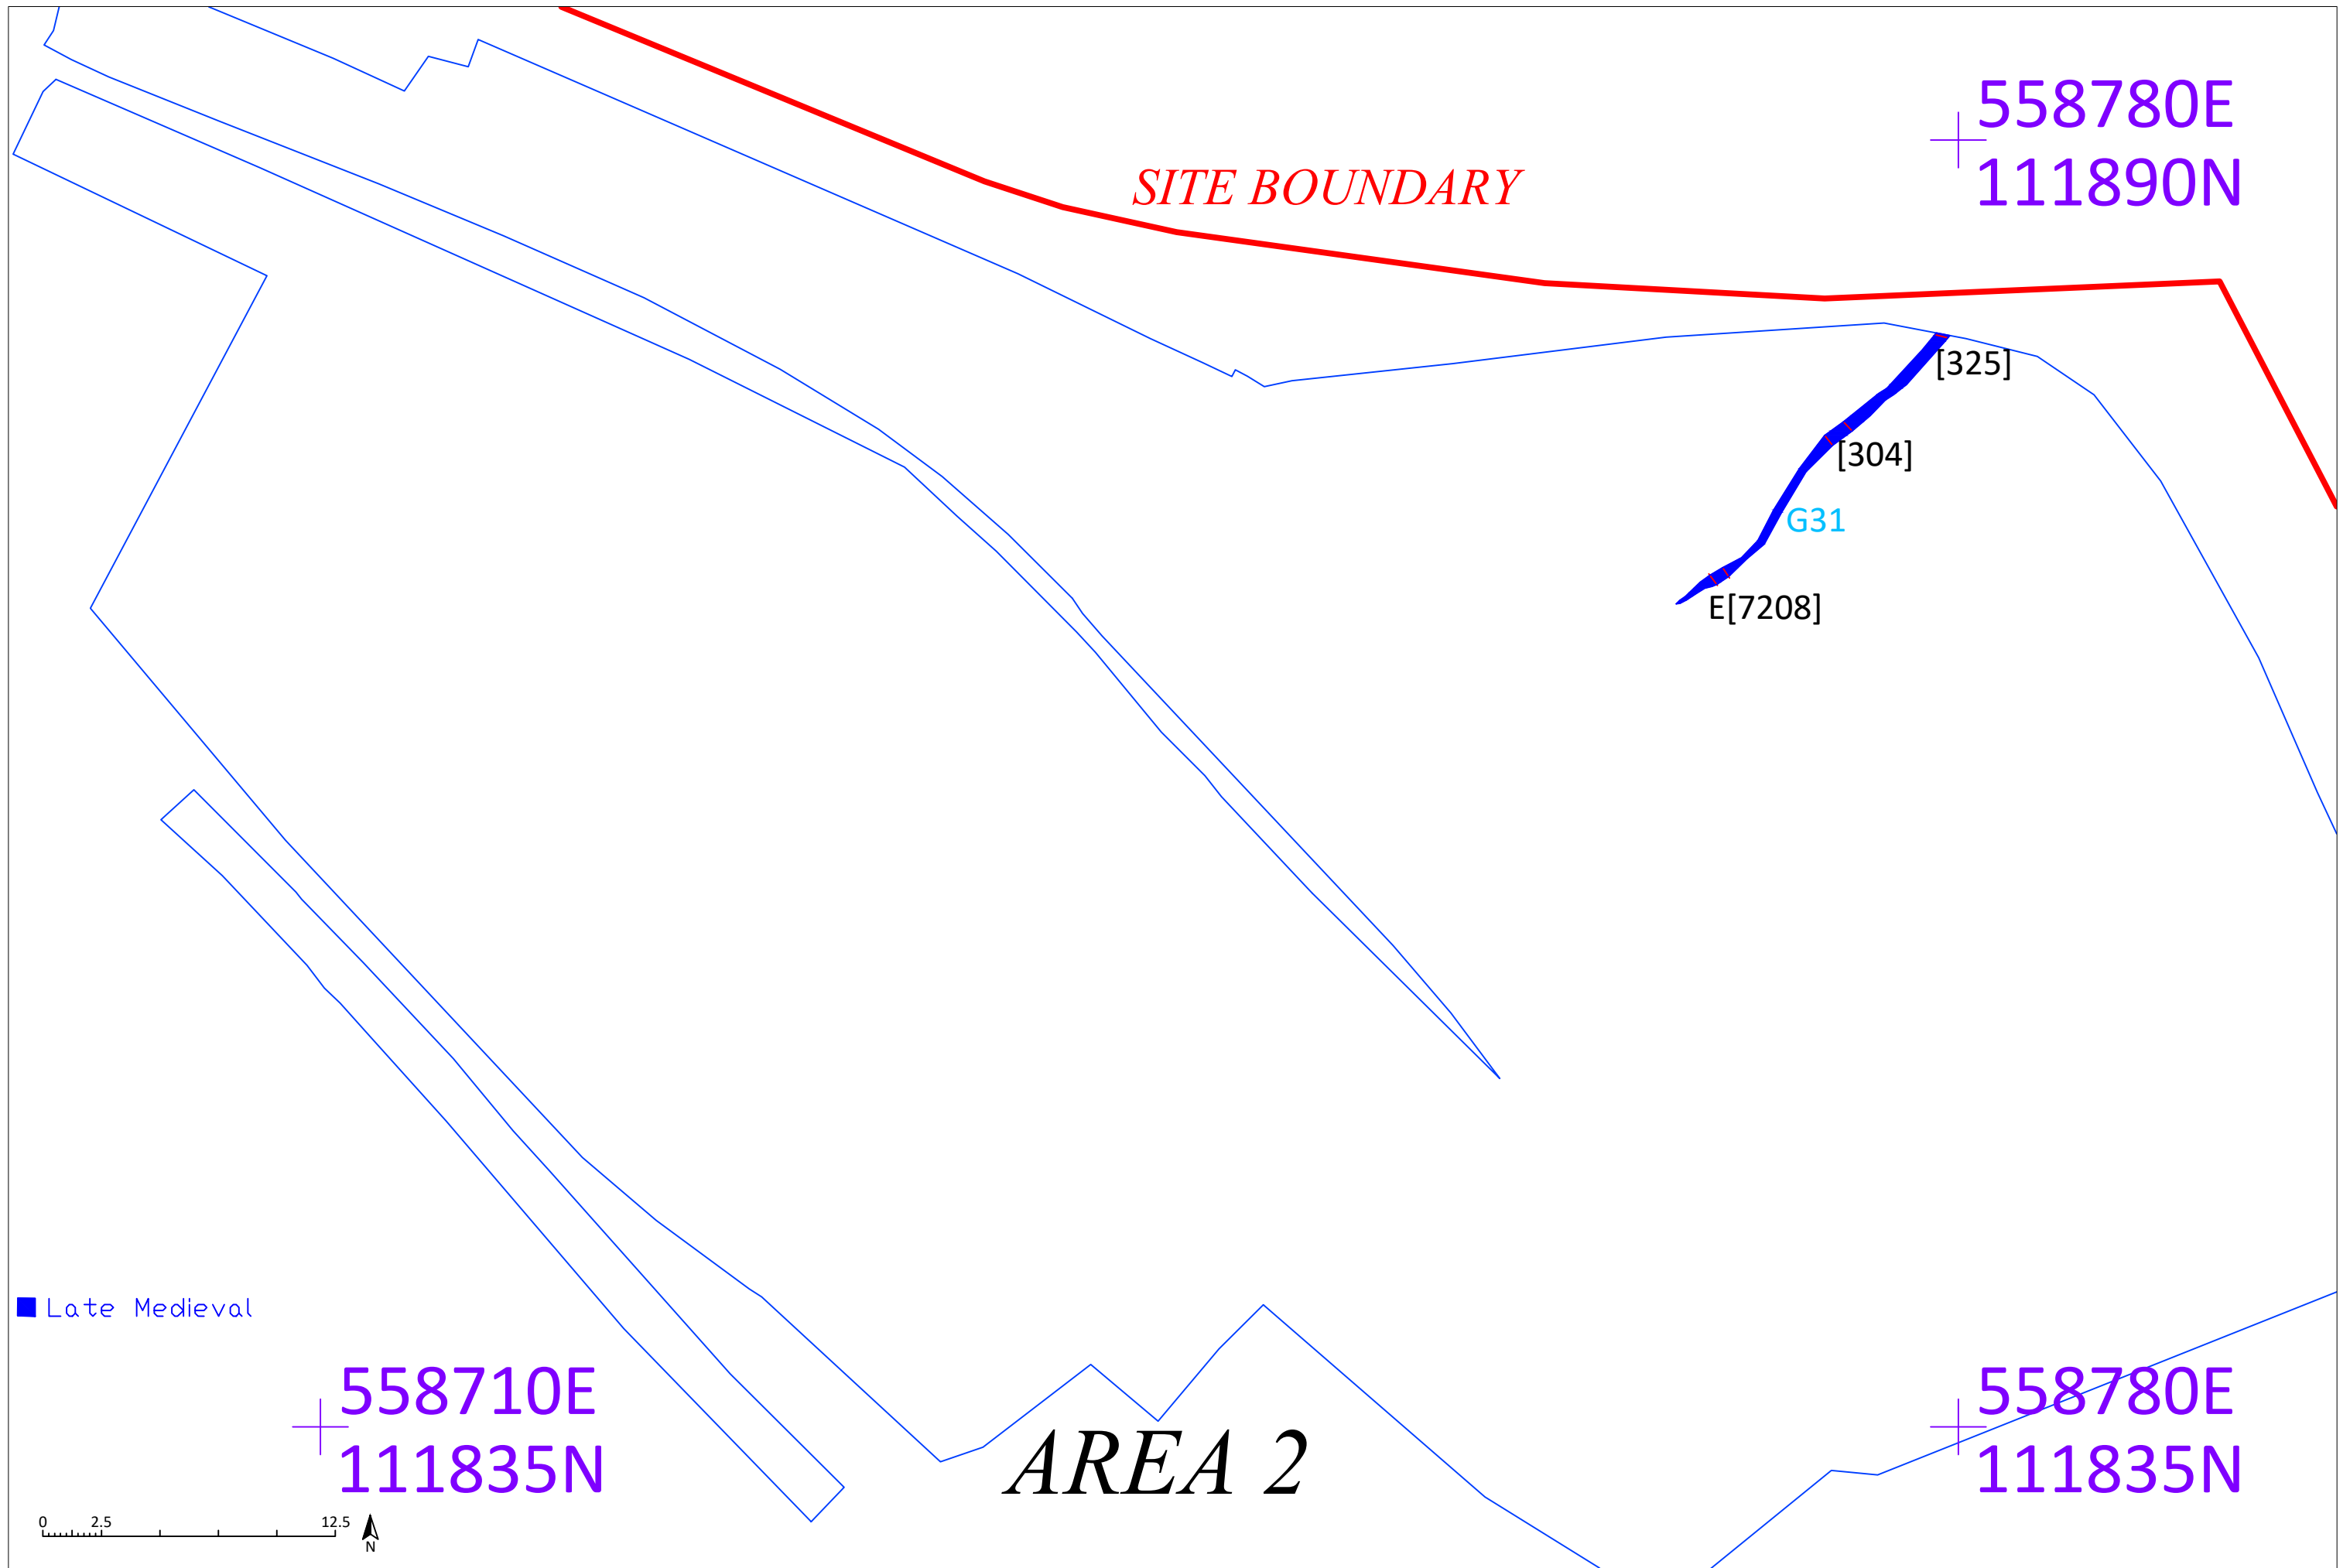 558780E
111890N
SITE BOUNDARY
[325]
[304]
G31
E[7208]
Late Medieval
558710E
111835N
AREA 2
558780E
111835N
0 2.5 12.5
N